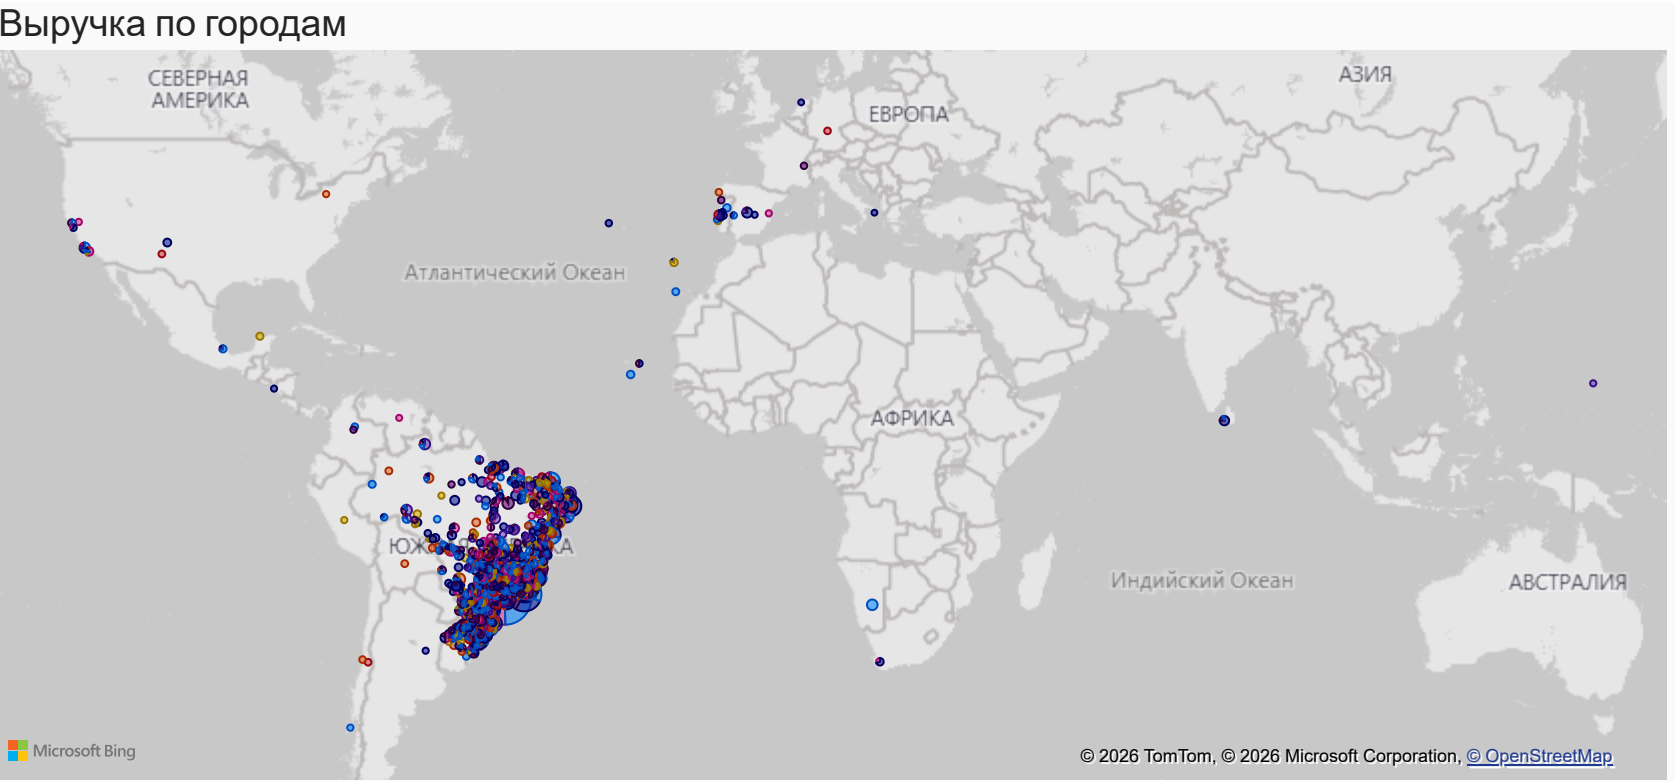 Выручка по городам
СЕВЕРНАЯ
АМЕРИКА
АЗИЯ
ЕВРОПА
Атлантический Океан
АФРИКА
Индийский Океан
АВСТРАЛИЯ
Microsoft Bing
© 2026 TomTom, © 2026 Microsoft Corporation, © OpenStreetMap